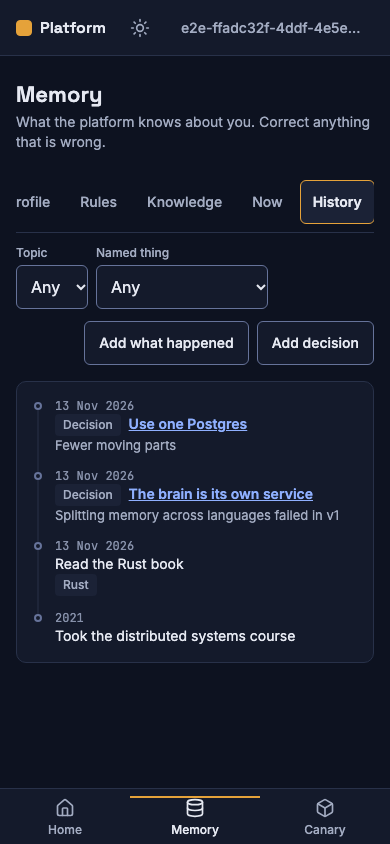 Platform
e2e-ffadc32f-4ddf-4e5e...
Memory
What the platform knows about you. Correct anything
that is wrong.
rofile Rules Knowledge Now History
Topic Named thing
Any Any
Add what happened Add decision
13 Nov 2026
Decision Use one Postgres
Fewer moving parts
13 Nov 2026
Decision The brain is its own service
Splitting memory across languages failed in v1
13 Nov 2026
Read the Rust book
Rust
2021
Took the distributed systems course
Home Memory Canary